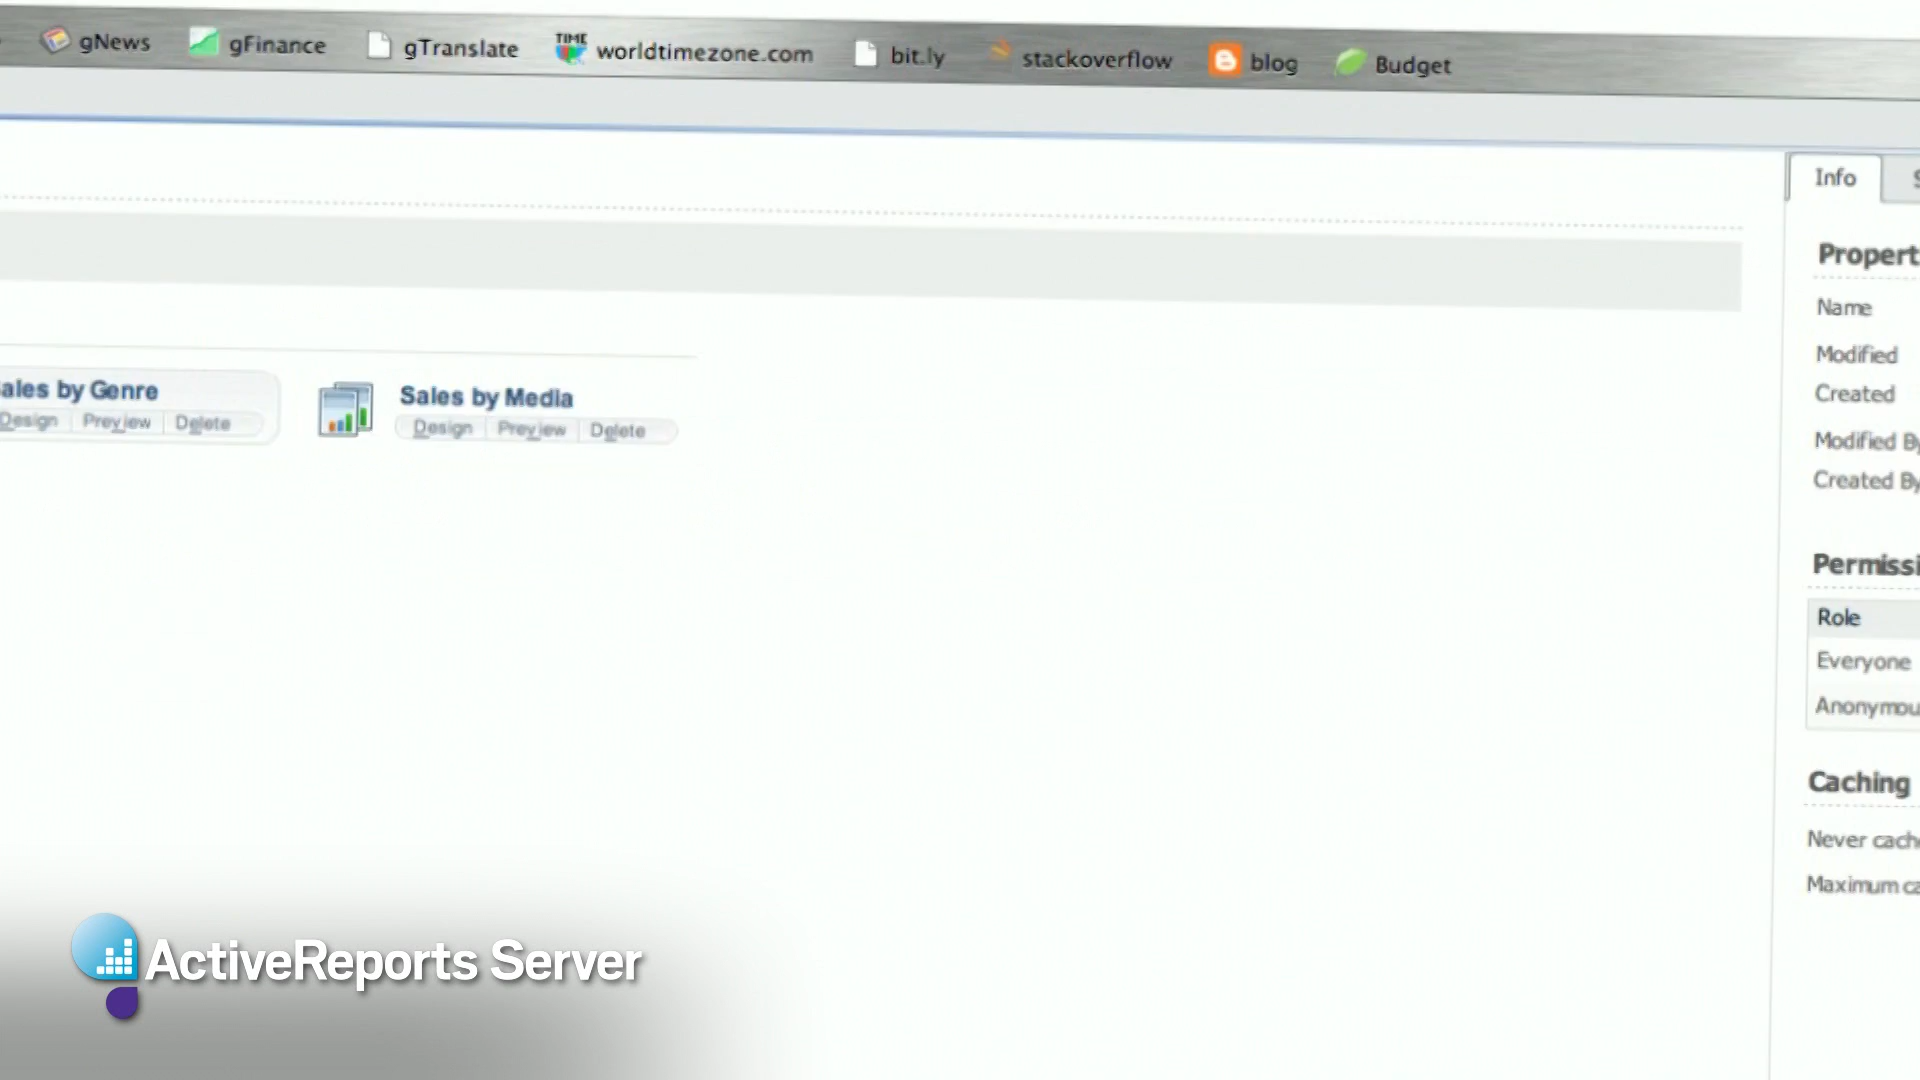 gNews gFinance gTranslate TIME worldtimezone.com bit.ly stackoverflow blog Budget
Info
Propert
Name
Modified
Created
Modified By
Created By
ales by Genre
Design Preview Delete
Sales by Media
Design Preview Delete
Permissi
Role
Everyone
Anonymou
Caching
Never cach
Maximum ca
ActiveReports Server